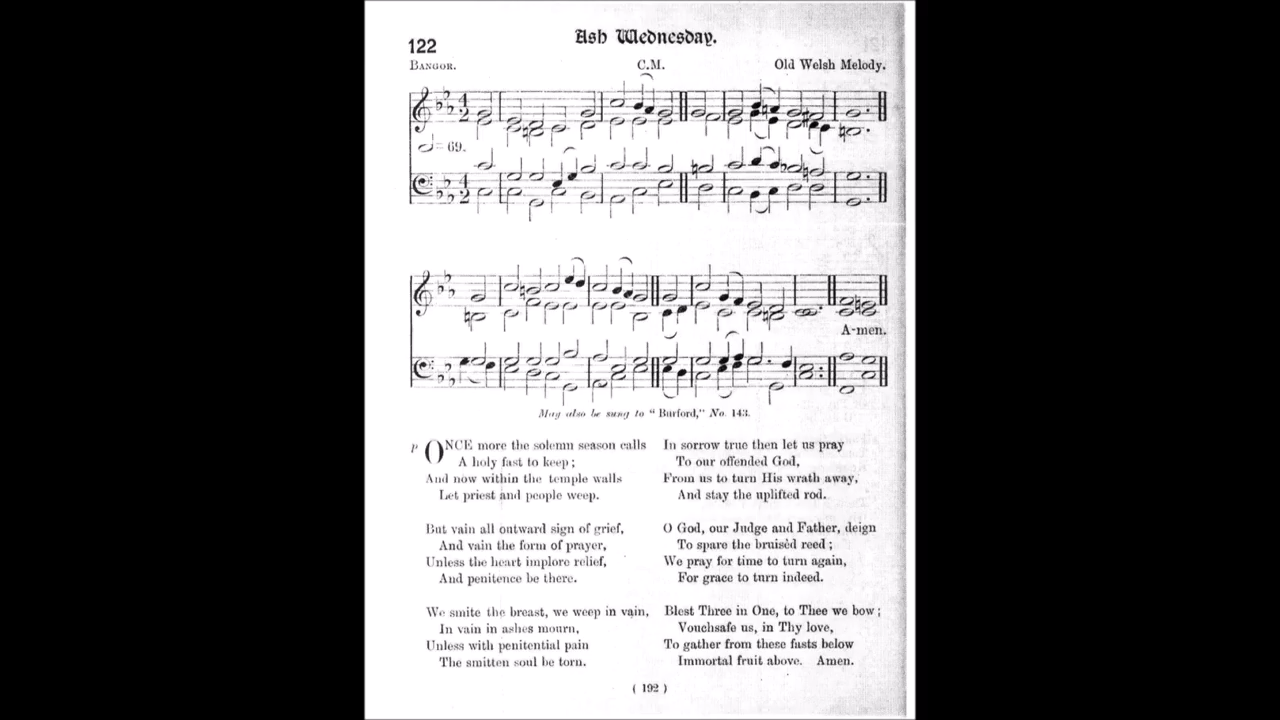 Ash Wednesday.
122
BANGOR. C.M. Old Welsh Melody.
4 2
= 69.
4 2
A-men.
May also be sung to "Burford," No. 143.
p ONCE more the solemn season calls
A holy fast to keep;
And now within the temple walls
Let priest and people weep.
But vain all outward sign of grief,
And vain the form of prayer,
Unless the heart implore relief,
And penitence be there.
We smite the breast, we weep in vain,
In vain in ashes mourn,
Unless with penitential pain
The smitten soul be torn.
In sorrow true then let us pray
To our offended God,
From us to turn His wrath away,
And stay the uplifted rod.
O God, our Judge and Father, deign
To spare the bruisèd reed;
We pray for time to turn again,
For grace to turn indeed.
Blest Three in One, to Thee we bow;
Vouchsafe us, in Thy love,
To gather from these fasts below
Immortal fruit above. Amen.
( 192 )